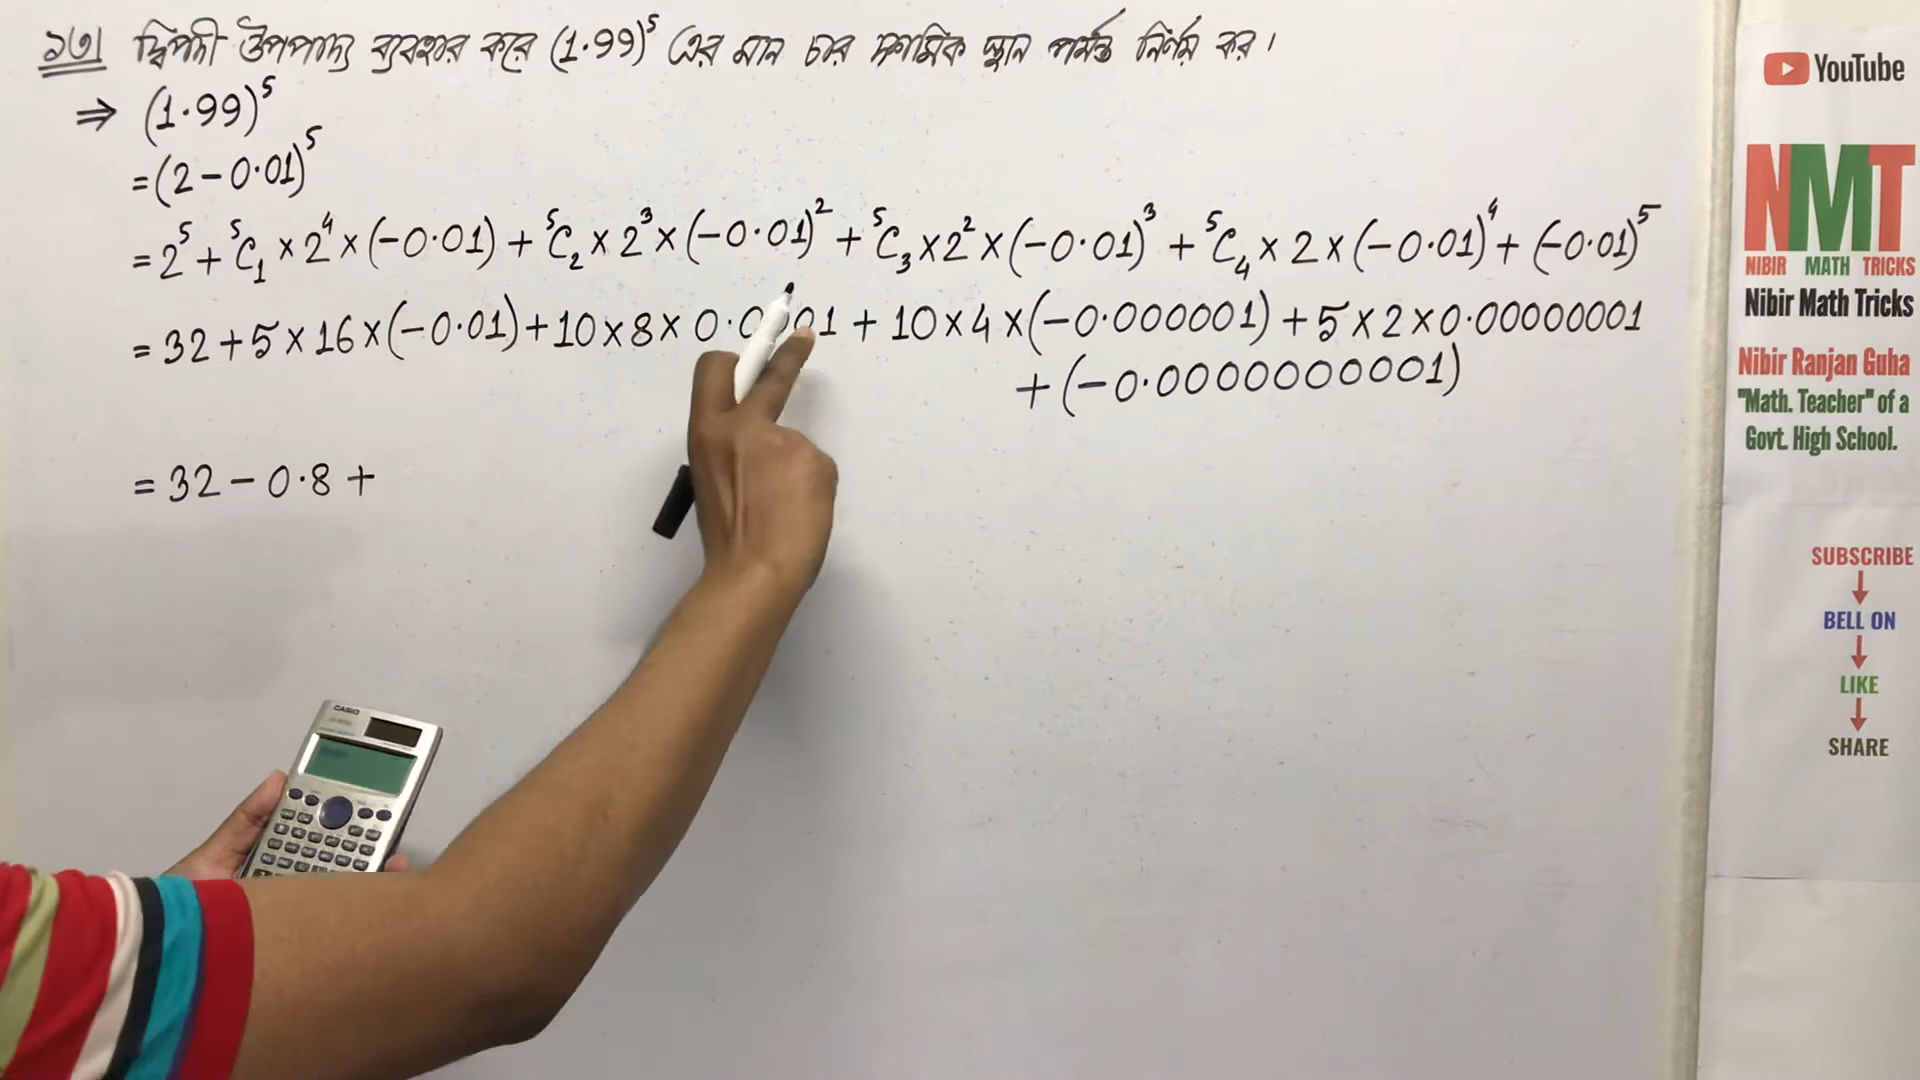 ১৩। দ্বিপদী উপপাদ্য ব্যবহার করে (1·99)⁵ এর মান চার দশমিক স্থান পর্যন্ত নির্ণয় কর।
⇒ (1·99)⁵
= (2 − 0·01)⁵
= 2⁵ + ⁵C₁ × 2⁴ × (−0·01) + ⁵C₂ × 2³ × (−0·01)² + ⁵C₃ × 2² × (−0·01)³ + ⁵C₄ × 2 × (−0·01)⁴ + (−0·01)⁵
= 32 + 5 × 16 × (−0·01) + 10 × 8 × 0·0001 + 10 × 4 × (−0·000001) + 5 × 2 × 0·00000001
+ (−0·0000000001)
= 32 − 0·8 +
CASIO
YouTube
NMT
NIBIR MATH TRICKS
Nibir Math Tricks
Nibir Ranjan Guha
"Math. Teacher" of a
Govt. High School.
SUBSCRIBE
↓
BELL ON
↓
LIKE
↓
SHARE